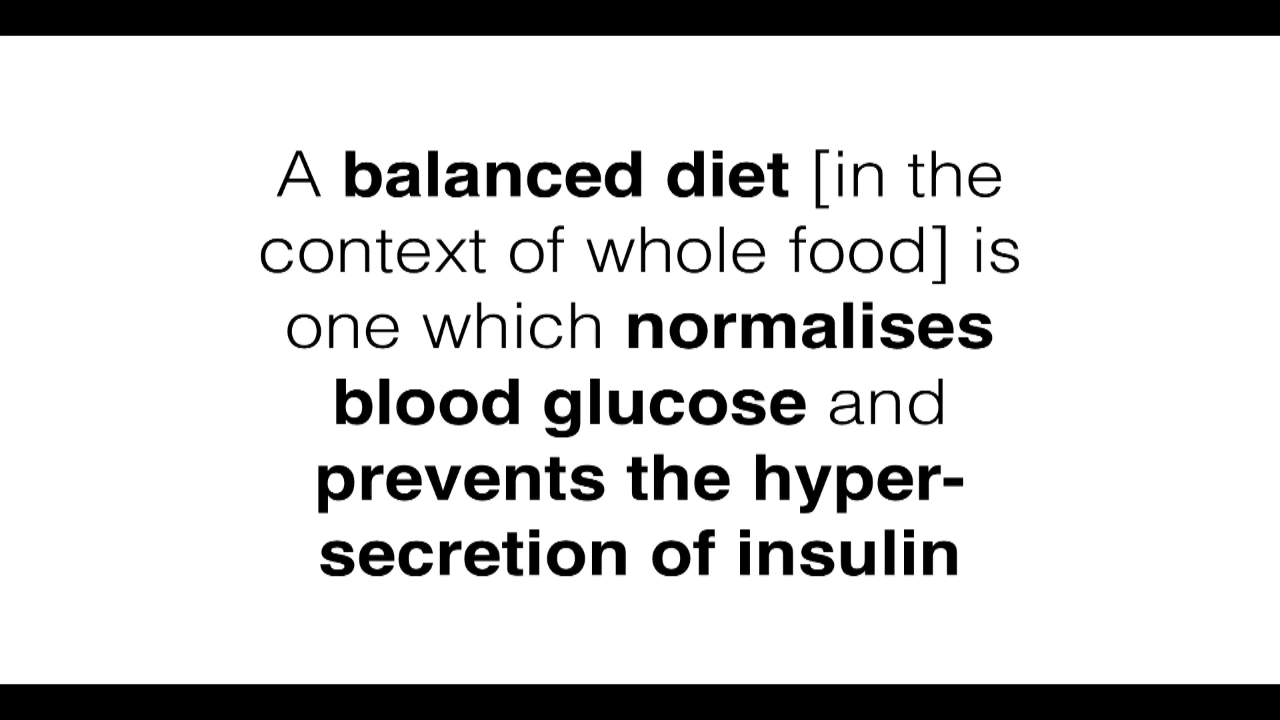 A balanced diet [in the
context of whole food] is
one which normalises
blood glucose and
prevents the hyper-
secretion of insulin